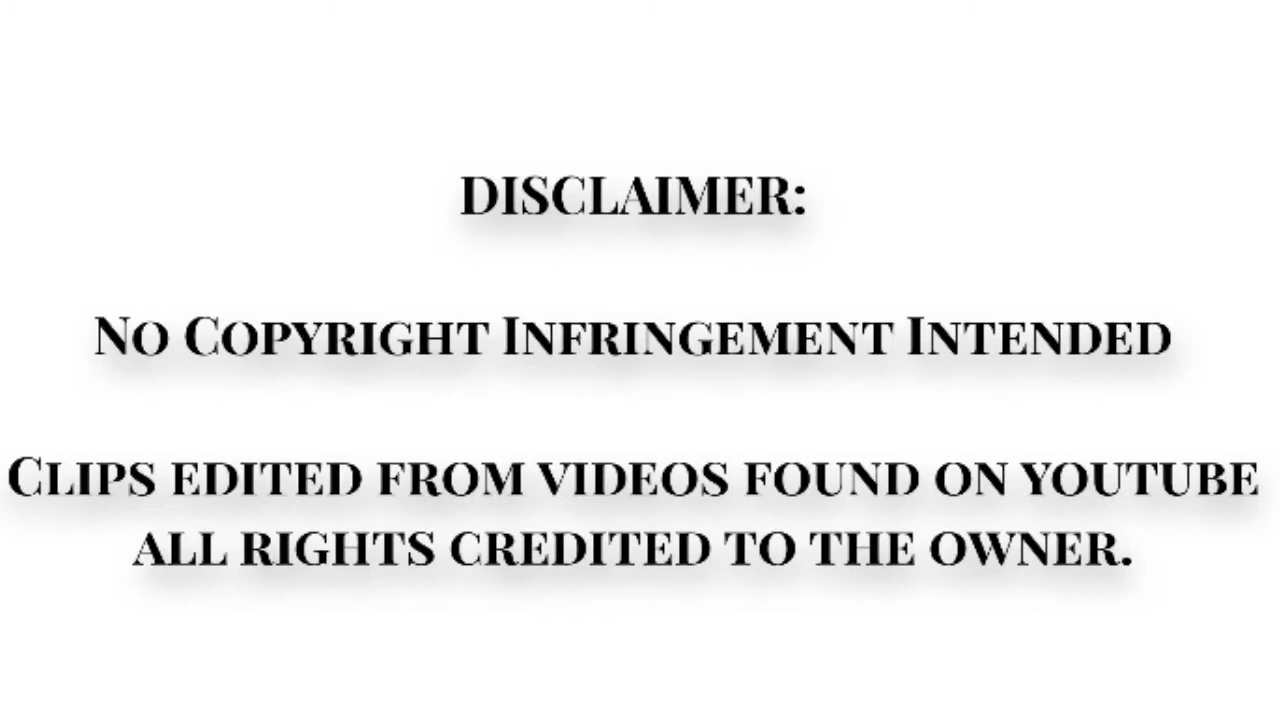 DISCLAIMER:
No Copyright Infringement Intended
Clips edited from videos found on youtube
all rights credited to the owner.